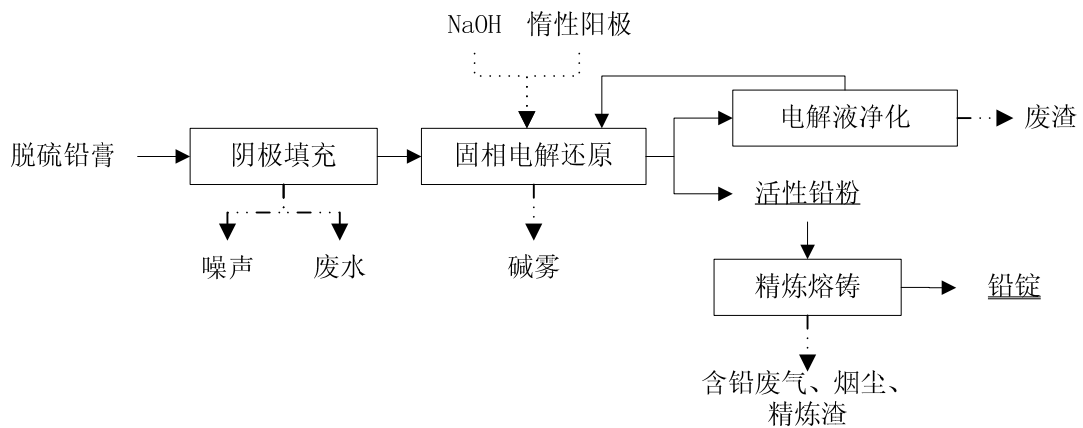 NaOH 惰性阳极
电解液净化
废渣
脱硫铅膏
阴极填充
固相电解还原
活性铅粉
噪声
废水
碱雾
精炼熔铸
铅锭
含铅废气、烟尘、
精炼渣